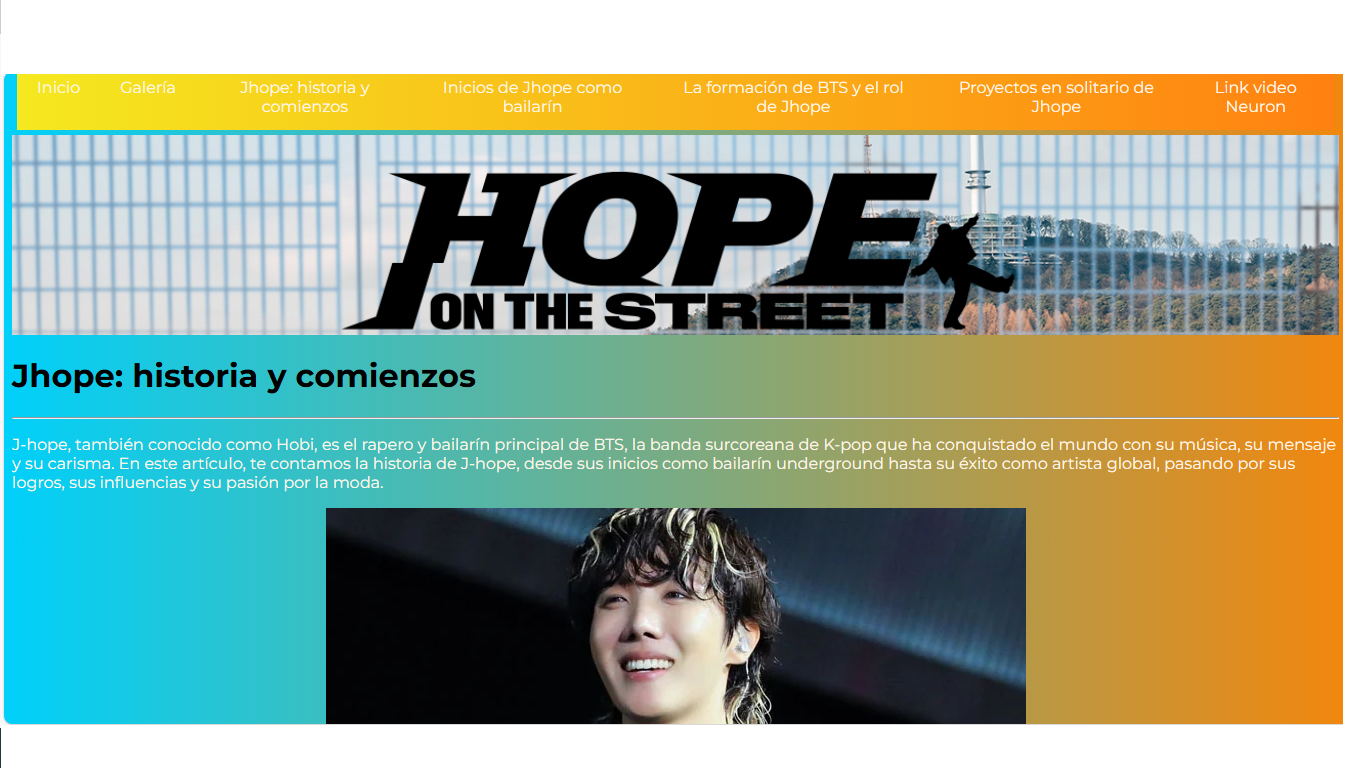 Inicio
Galería
Jhope: historia y
comienzos
Inicios de Jhope como
bailarín
La formación de BTS y el rol
de Jhope
Proyectos en solitario de
Jhope
Link video
Neuron
HOPE
ON THE STREET
Jhope: historia y comienzos
J-hope, también conocido como Hobi, es el rapero y bailarín principal de BTS, la banda surcoreana de K-pop que ha conquistado el mundo con su música, su mensaje
y su carisma. En este artículo, te contamos la historia de J-hope, desde sus inicios como bailarín underground hasta su éxito como artista global, pasando por sus
logros, sus influencias y su pasión por la moda.